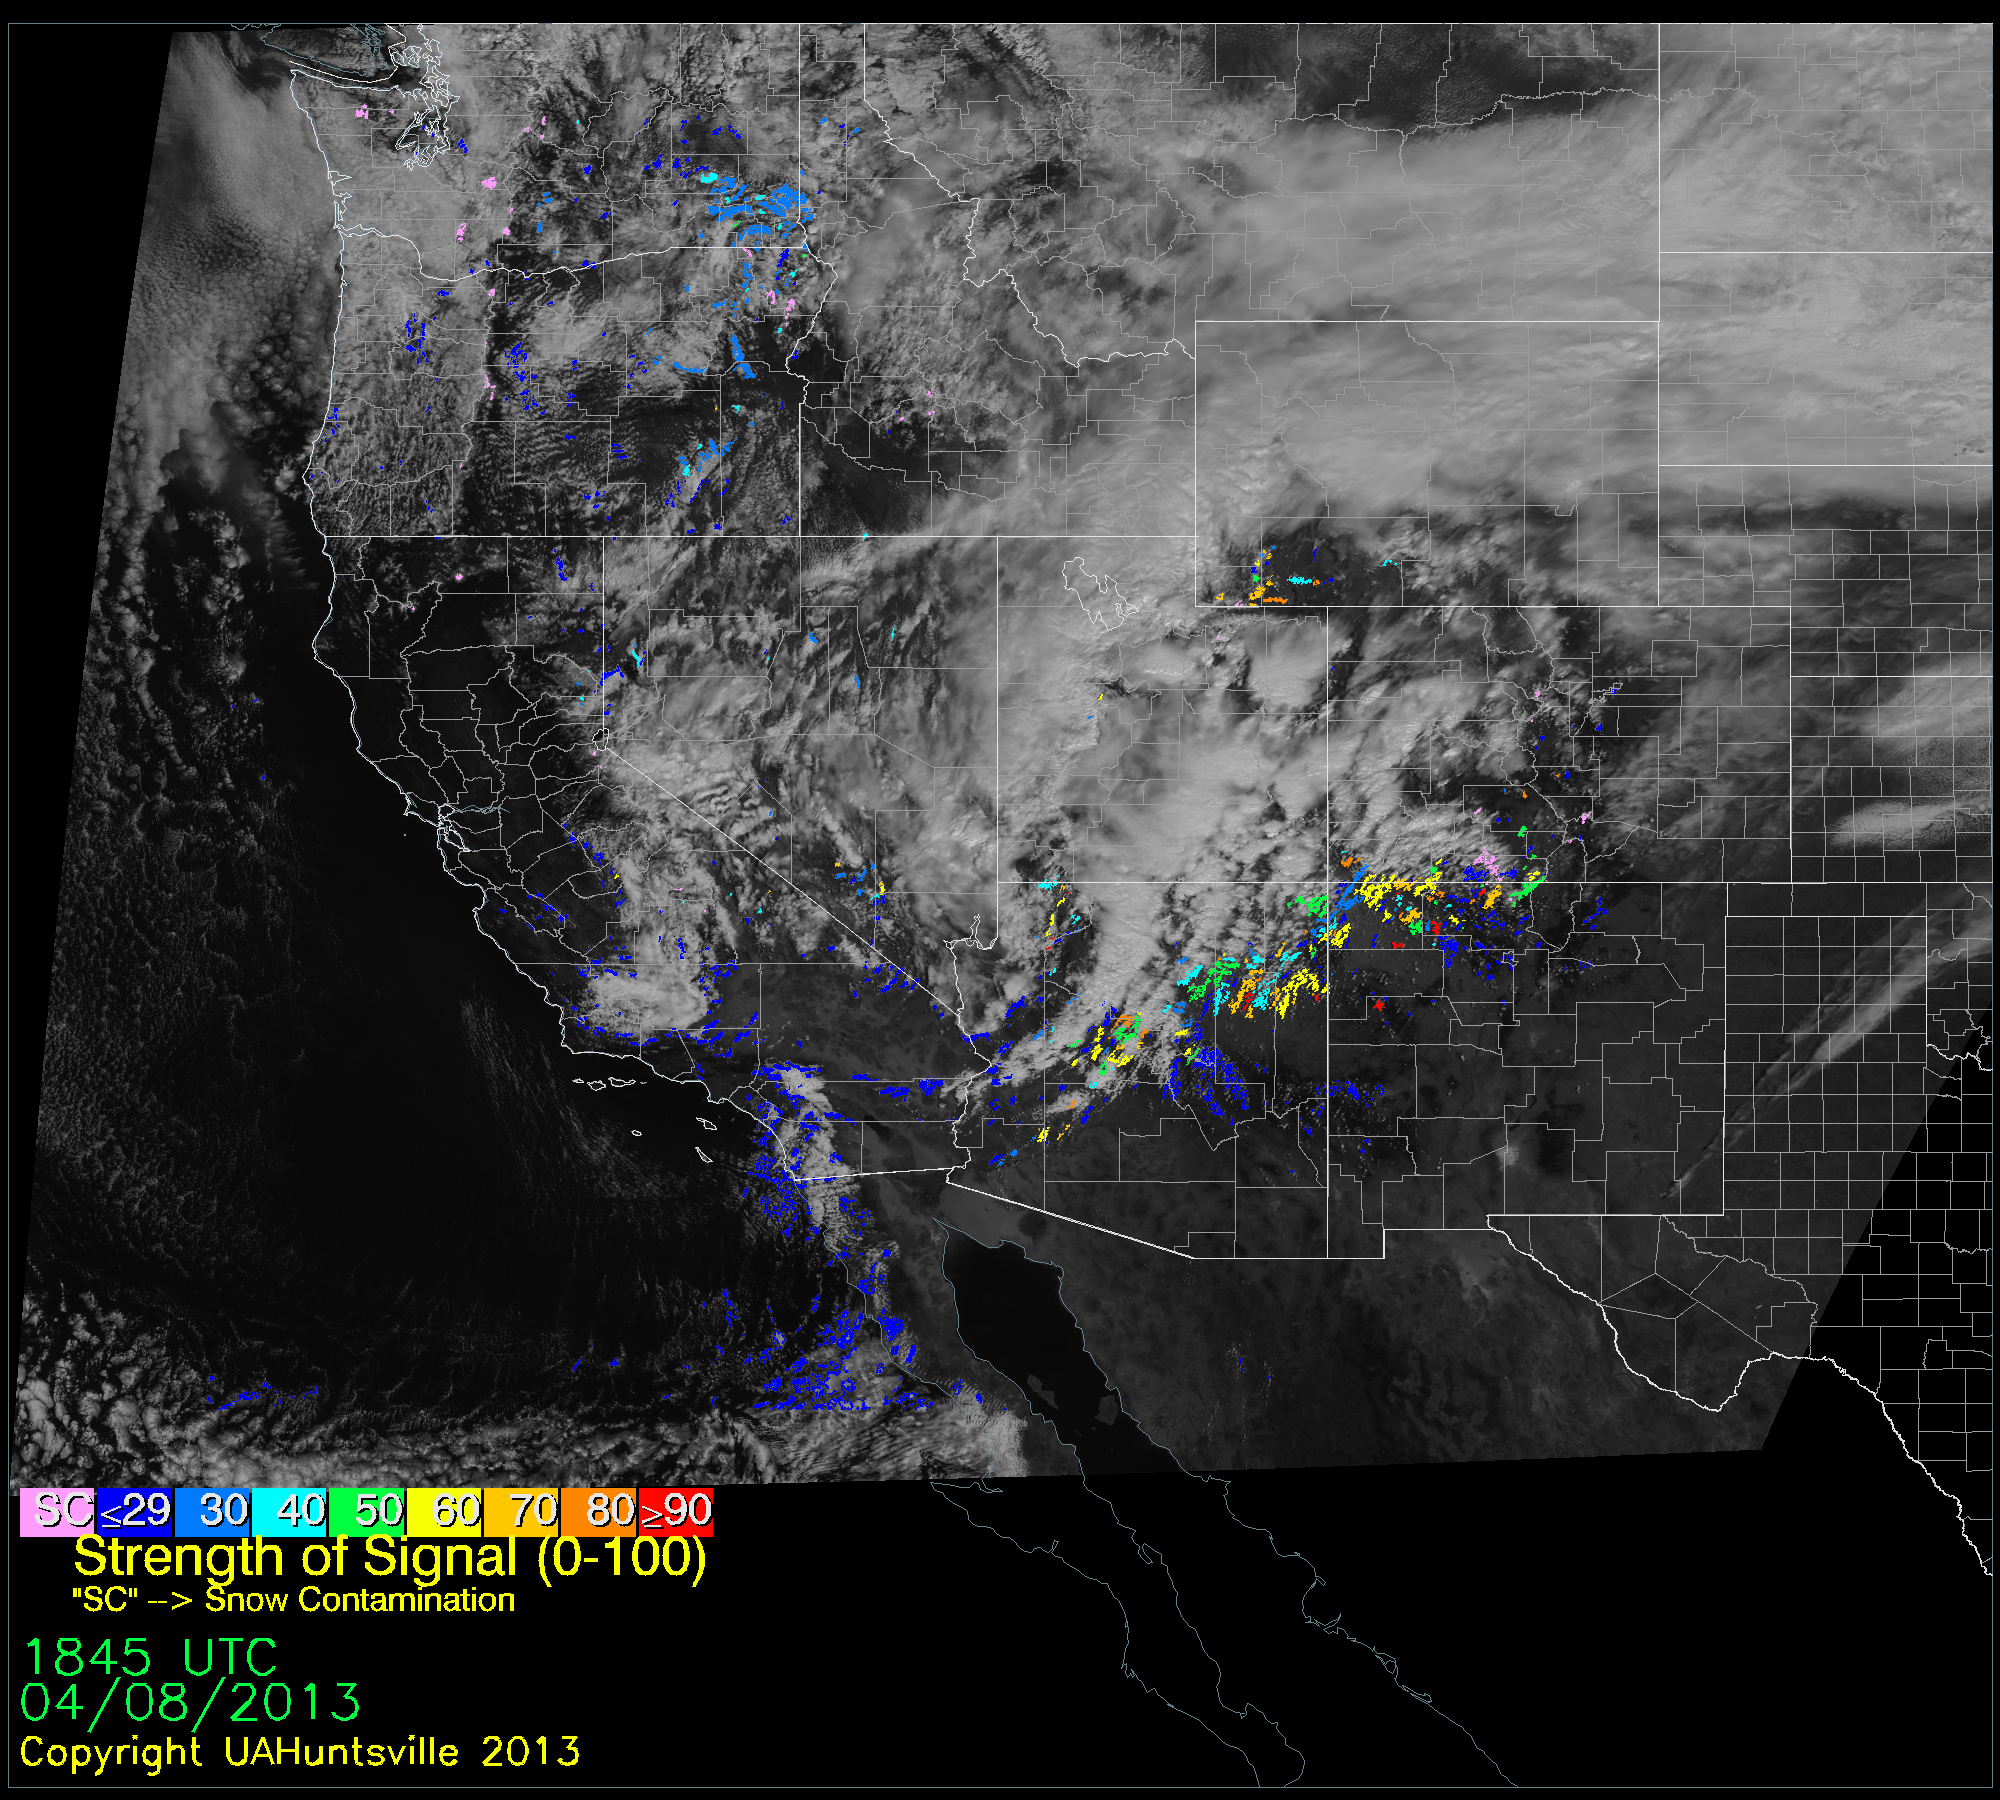 SC ≤29 30 40 50 60 70 80 ≥90
Strength of Signal (0-100)
"SC" --> Snow Contamination
1845 UTC
04/08/2013
Copyright UAHuntsville 2013